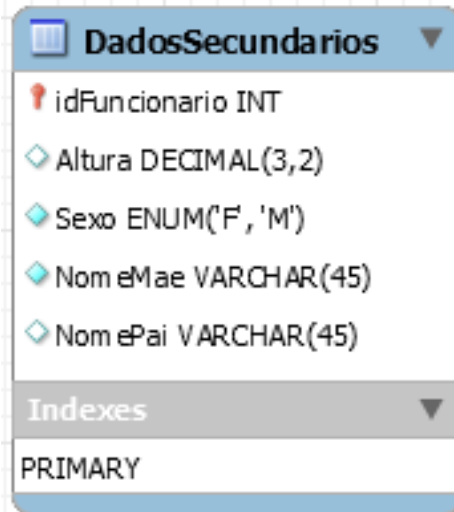 DadosSecundarios
idFuncionario INT
Altura DECIMAL(3,2)
Sexo ENUM('F', 'M')
NomeMae VARCHAR(45)
NomePai VARCHAR(45)
Indexes
PRIMARY